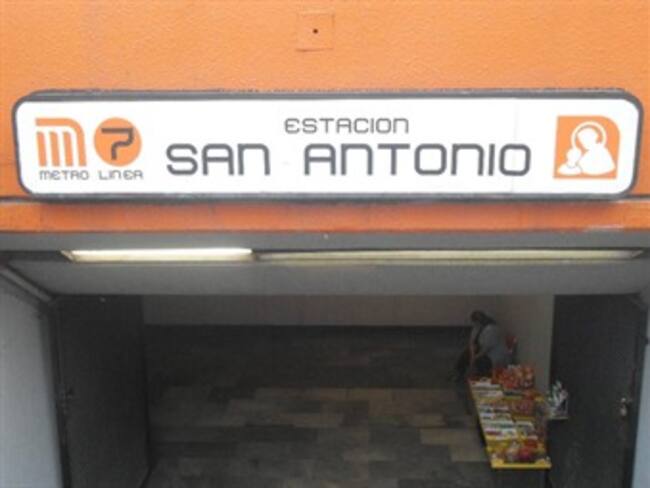 ESTACION
M 7 SAN ANTONIO
METRO LINEA